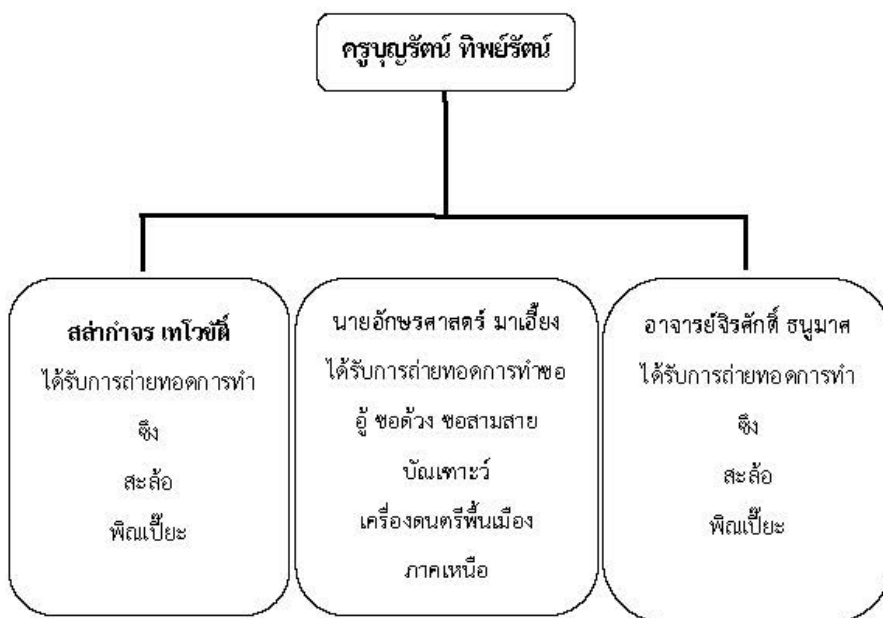 ครูบุญรัตน์ ทิพย์รัตน์
สล่ากำจร เทโวขัติ์
ได้รับการถ่ายทอดการทำ
ซึง
สะล้อ
พิณเปี๊ยะ
นายอักษรศาสตร์ มาเอี้ยง
ได้รับการถ่ายทอดการทำซอ
อู้ ซอด้วง ซอสามสาย
บัณเฑาะว์
เครื่องดนตรีพื้นเมือง
ภาคเหนือ
อาจารย์จิรศักดิ์ ธนูมาศ
ได้รับการถ่ายทอดการทำ
ซึง
สะล้อ
พิณเปี๊ยะ